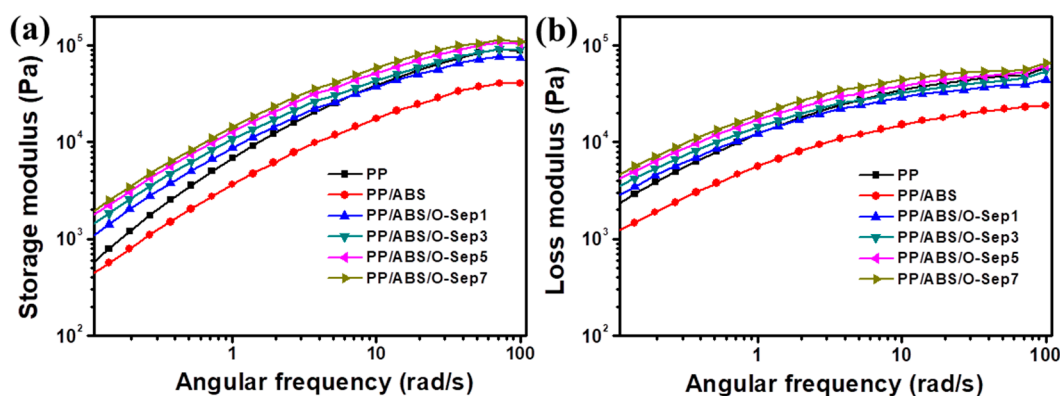 (a)
Storage modulus (Pa)
10^5
10^4
10^3
10^2
PP
PP/ABS
PP/ABS/O-Sep1
PP/ABS/O-Sep3
PP/ABS/O-Sep5
PP/ABS/O-Sep7
1
10
100
Angular frequency (rad/s)
(b)
Loss modulus (Pa)
10^5
10^4
10^3
10^2
PP
PP/ABS
PP/ABS/O-Sep1
PP/ABS/O-Sep3
PP/ABS/O-Sep5
PP/ABS/O-Sep7
1
10
100
Angular frequency (rad/s)